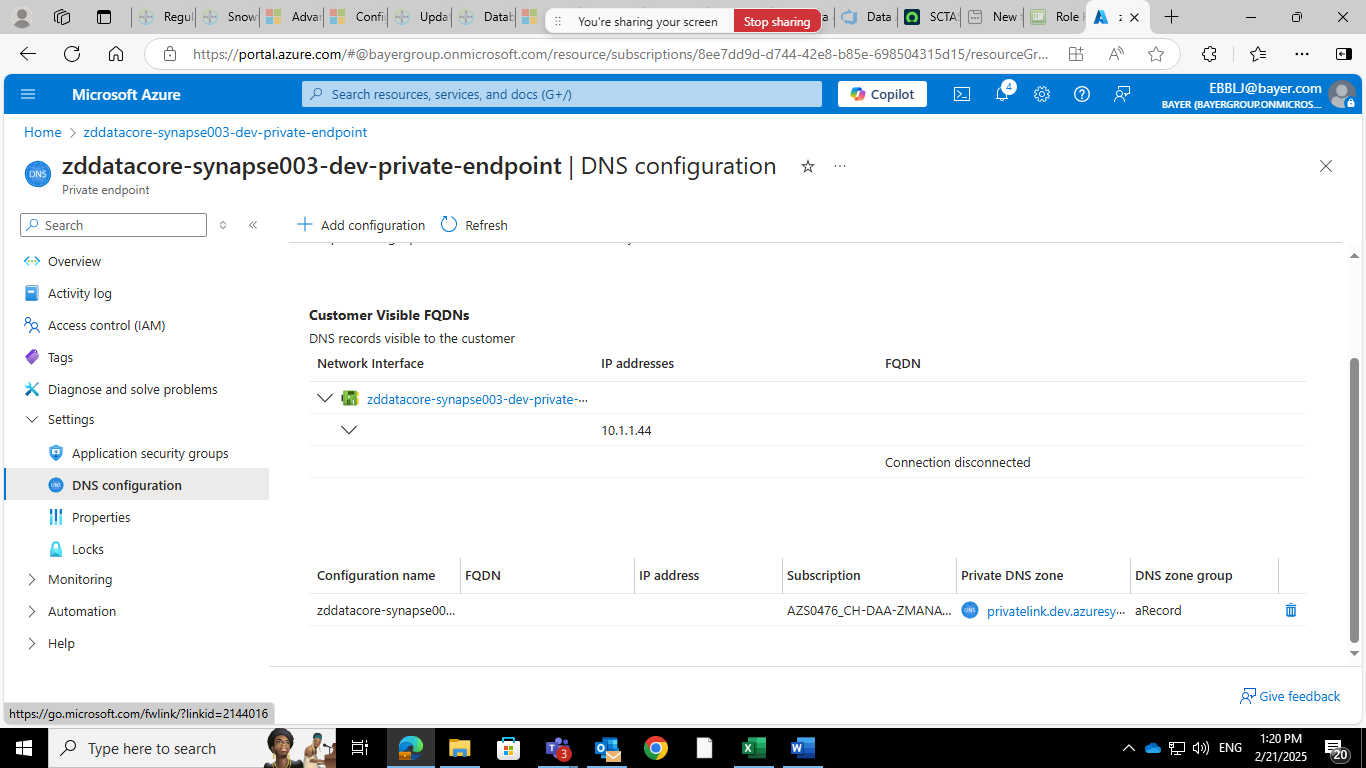 Regul
Snow
Advan
Config
Upda
Datab
You're sharing your screen
Stop sharing
Data
SCTAS
New
Role
https://portal.azure.com/#@bayergroup.onmicrosoft.com/resource/subscriptions/8ee7dd9d-d744-42e8-b85e-698504315d15/resourceGr...
Microsoft Azure
Search resources, services, and docs (G+/)
Copilot
4
EBBLJ@bayer.com
BAYER (BAYERGROUP.ONMICROS...
Home > zddatacore-synapse003-dev-private-endpoint
DNS
zddatacore-synapse003-dev-private-endpoint | DNS configuration
Private endpoint
Search
Add configuration
Refresh
Overview
Activity log
Access control (IAM)
Tags
Diagnose and solve problems
Settings
Application security groups
DNS configuration
Properties
Locks
Monitoring
Automation
Help
Customer Visible FQDNs
DNS records visible to the customer
Network Interface IP addresses FQDN
zddatacore-synapse003-dev-private-...
10.1.1.44
Connection disconnected
Configuration name FQDN IP address Subscription Private DNS zone DNS zone group
zddatacore-synapse00... AZS0476_CH-DAA-ZMANA... privatelink.dev.azuresy... aRecord
Give feedback
https://go.microsoft.com/fwlink/?linkid=2144016
Type here to search
3
ENG
1:20 PM
2/21/2025
20